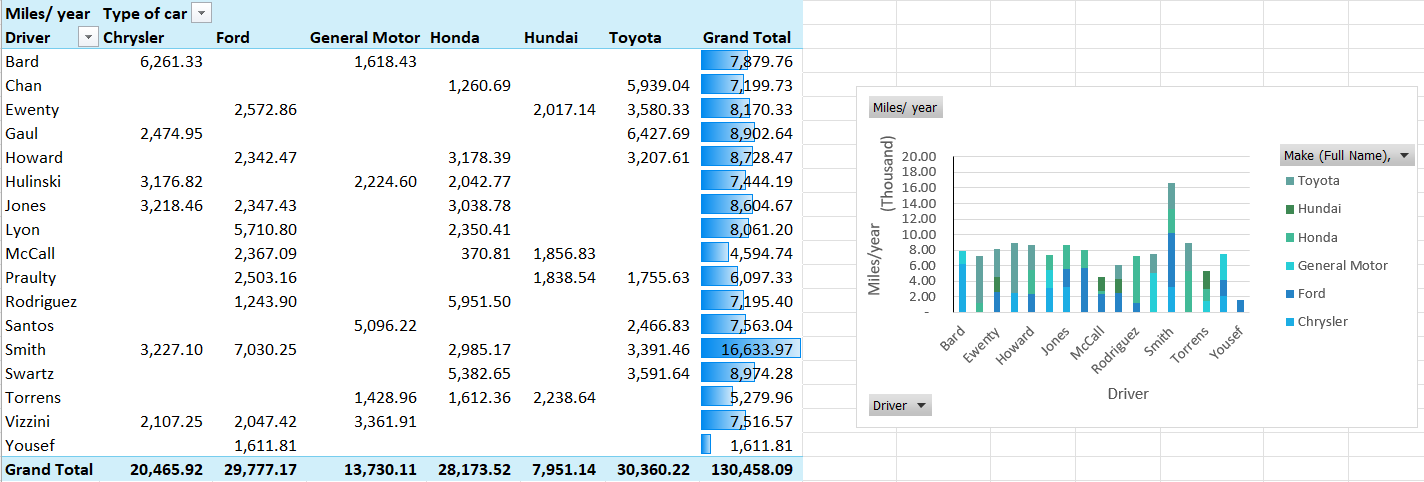 Miles/ year Type of car
Driver Chrysler Ford General Motor Honda Hundai Toyota Grand Total
Bard 6,261.33 1,618.43 7,879.76
Chan 1,260.69 5,939.04 7,199.73
Ewenty 2,572.86 2,017.14 3,580.33 8,170.33
Gaul 2,474.95 6,427.69 8,902.64
Howard 2,342.47 3,178.39 3,207.61 8,728.47
Hulinski 3,176.82 2,224.60 2,042.77 7,444.19
Jones 3,218.46 2,347.43 3,038.78 8,604.67
Lyon 5,710.80 2,350.41 8,061.20
McCall 2,367.09 370.81 1,856.83 4,594.74
Praulty 2,503.16 1,838.54 1,755.63 6,097.33
Rodriguez 1,243.90 5,951.50 7,195.40
Santos 5,096.22 2,466.83 7,563.04
Smith 3,227.10 7,030.25 2,985.17 3,391.46 16,633.97
Swartz 5,382.65 3,591.64 8,974.28
Torrens 1,428.96 1,612.36 2,238.64 5,279.96
Vizzini 2,107.25 2,047.42 3,361.91 7,516.57
Yousef 1,611.81 1,611.81
Grand Total 20,465.92 29,777.17 13,730.11 28,173.52 7,951.14 30,360.22 130,458.09
Miles/ year
Miles/year
(Thousand)
20.00
18.00
16.00
14.00
12.00
10.00
8.00
6.00
4.00
2.00
-
Bard
Ewenty
Howard
Jones
McCall
Rodriguez
Smith
Torrens
Yousef
Driver
Make (Full Name),
Toyota
Hundai
Honda
General Motor
Ford
Chrysler
Driver